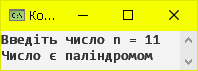 Ко...
Введіть число n = 11
Число є паліндромом